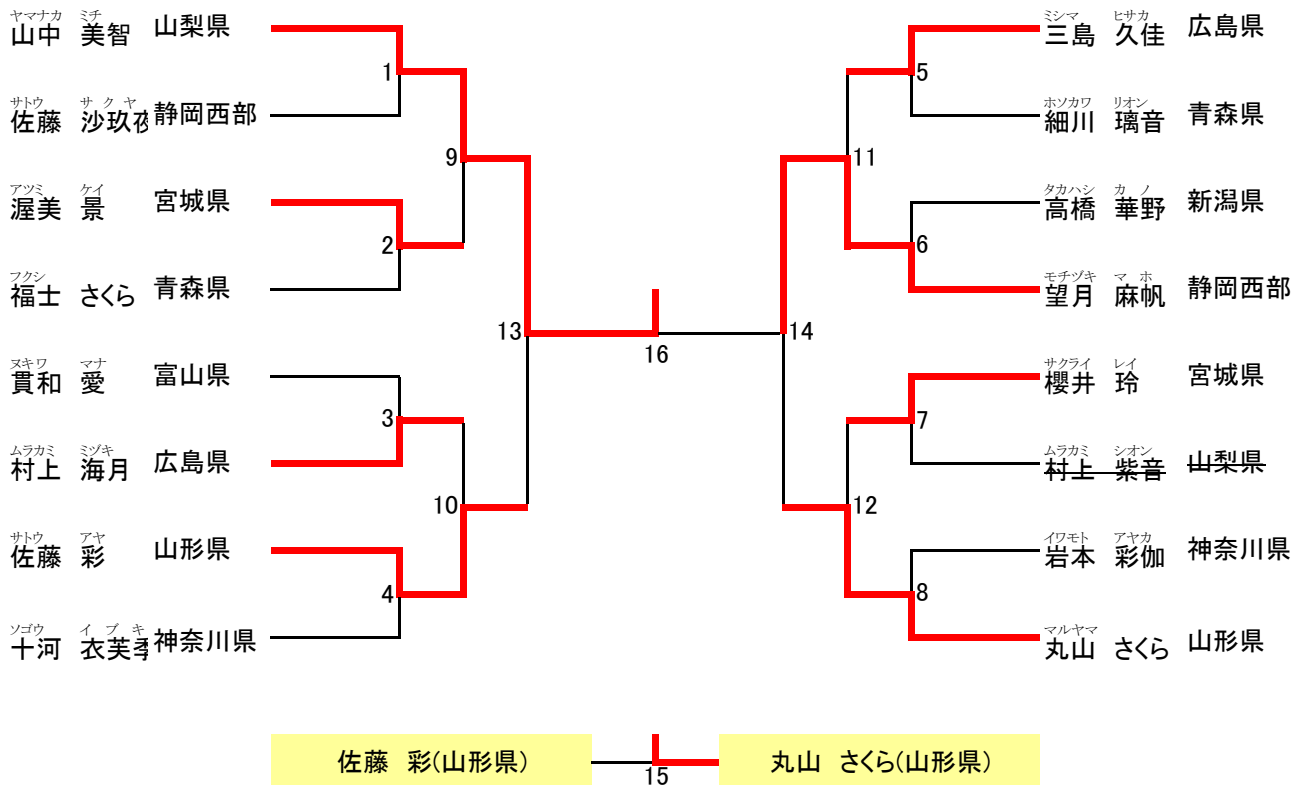 ヤマナカ ミチ
山中 美智 山梨県
サトウ サクヤ
佐藤 沙玖夜 静岡西部
アツミ ケイ
渥美 景 宮城県
フクシ
福士 さくら 青森県
ヌキワ マナ
貫和 愛 富山県
ムラカミ ミヅキ
村上 海月 広島県
サトウ アヤ
佐藤 彩 山形県
ソゴウ イブキ
十河 衣芙季 神奈川県
1
2
3
4
9
10
13
16
14
11
12
5
6
7
8
ミシマ ヒサカ
三島 久佳 広島県
ホソカワ リオン
細川 璃音 青森県
タカハシ カノ
高橋 華野 新潟県
モチヅキ マホ
望月 麻帆 静岡西部
サクライ レイ
櫻井 玲 宮城県
ムラカミ シオン
村上 紫音 山梨県
イワモト アヤカ
岩本 彩伽 神奈川県
マルヤマ
丸山 さくら 山形県
佐藤 彩(山形県) 15 丸山 さくら(山形県)